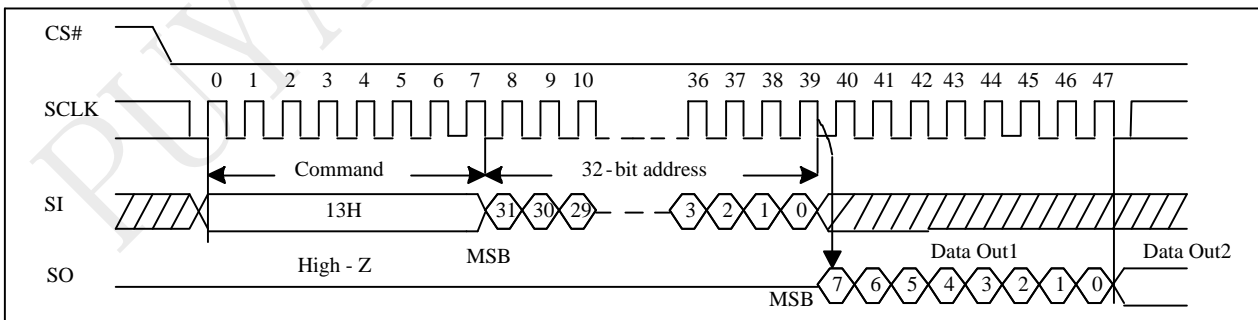 PUYA
CS#
0 1 2 3 4 5 6 7 8 9 10 36 37 38 39 40 41 42 43 44 45 46 47
SCLK
Command 32-bit address
SI 13H 31 30 29 3 2 1 0
High - Z MSB Data Out1 Data Out2
SO MSB 7 6 5 4 3 2 1 0